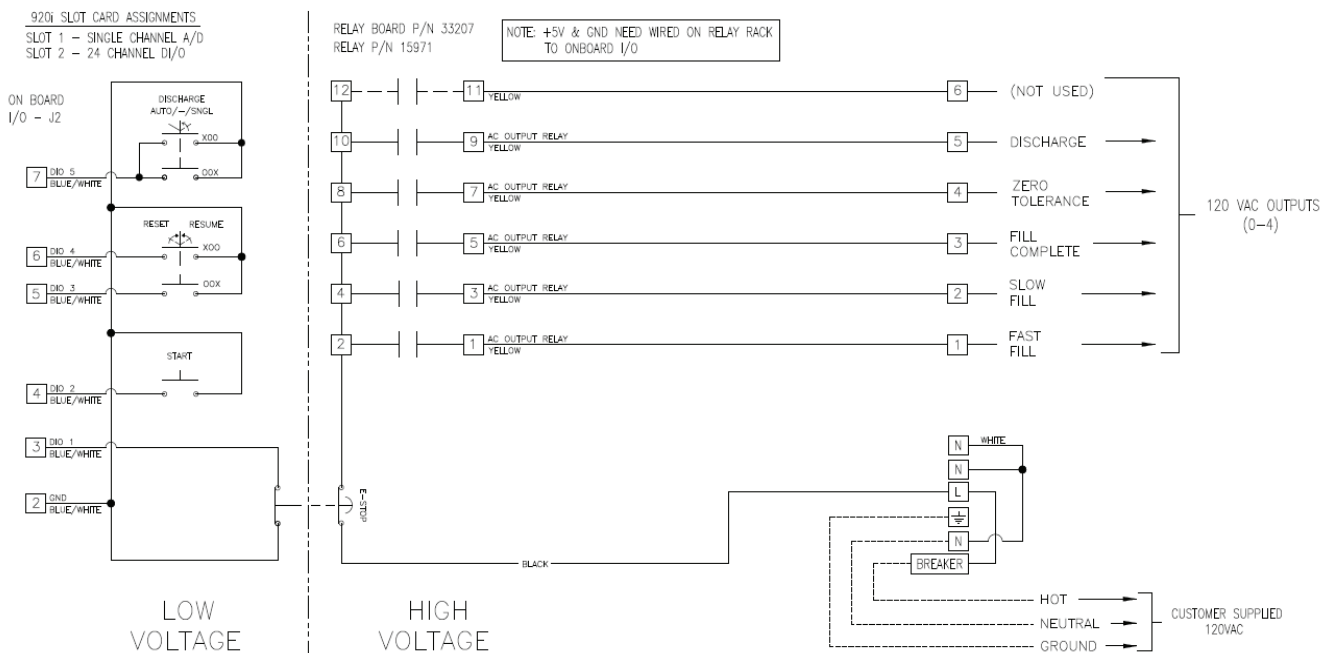 920i SLOT CARD ASSIGNMENTS
SLOT 1 – SINGLE CHANNEL A/D
SLOT 2 – 24 CHANNEL DI/O
RELAY BOARD P/N 33207
RELAY P/N 15971
NOTE: +5V & GND NEED WIRED ON RELAY RACK
TO ONBOARD I/O
ON BOARD
I/O – J2
DISCHARGE
AUTO/–/SNGL
X00
00X
7
DIO 5
BLUE/WHITE
RESET
RESUME
X00
6
DIO 4
BLUE/WHITE
00X
5
DIO 3
BLUE/WHITE
START
4
DIO 2
BLUE/WHITE
3
DIO 1
BLUE/WHITE
2
GND
BLUE/WHITE
LOW
VOLTAGE
12
11
YELLOW
6
(NOT USED)
10
9
AC OUTPUT RELAY
YELLOW
5
DISCHARGE
8
7
AC OUTPUT RELAY
YELLOW
4
ZERO
TOLERANCE
6
5
AC OUTPUT RELAY
YELLOW
3
FILL
COMPLETE
4
3
AC OUTPUT RELAY
YELLOW
2
SLOW
FILL
2
1
AC OUTPUT RELAY
YELLOW
1
FAST
FILL
120 VAC OUTPUTS
(0–4)
E-STOP
BLACK
N
WHITE
N
L
N
BREAKER
HOT
NEUTRAL
GROUND
CUSTOMER SUPPLIED
120VAC
HIGH
VOLTAGE